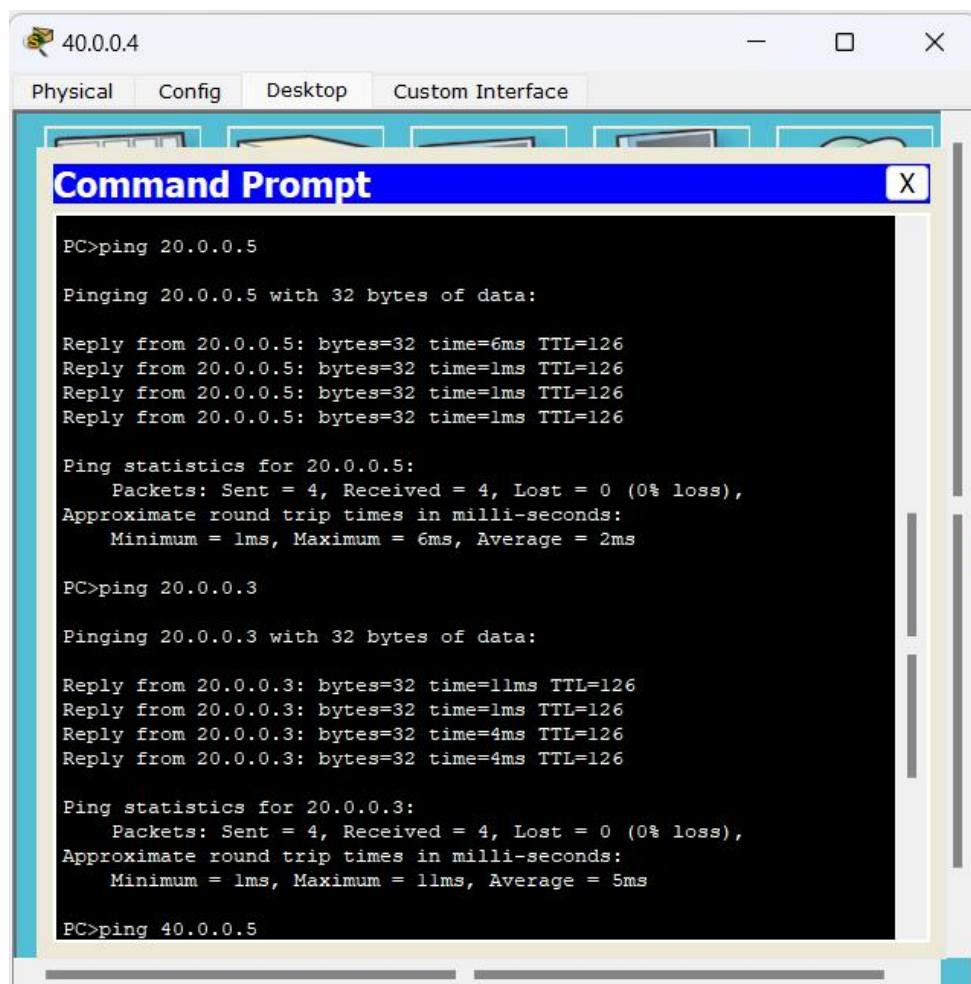 40.0.0.4
Physical Config Desktop Custom Interface
Command Prompt X
PC>ping 20.0.0.5
Pinging 20.0.0.5 with 32 bytes of data:
Reply from 20.0.0.5: bytes=32 time=6ms TTL=126
Reply from 20.0.0.5: bytes=32 time=1ms TTL=126
Reply from 20.0.0.5: bytes=32 time=1ms TTL=126
Reply from 20.0.0.5: bytes=32 time=1ms TTL=126
Ping statistics for 20.0.0.5:
Packets: Sent = 4, Received = 4, Lost = 0 (0% loss),
Approximate round trip times in milli-seconds:
Minimum = 1ms, Maximum = 6ms, Average = 2ms
PC>ping 20.0.0.3
Pinging 20.0.0.3 with 32 bytes of data:
Reply from 20.0.0.3: bytes=32 time=11ms TTL=126
Reply from 20.0.0.3: bytes=32 time=1ms TTL=126
Reply from 20.0.0.3: bytes=32 time=4ms TTL=126
Reply from 20.0.0.3: bytes=32 time=4ms TTL=126
Ping statistics for 20.0.0.3:
Packets: Sent = 4, Received = 4, Lost = 0 (0% loss),
Approximate round trip times in milli-seconds:
Minimum = 1ms, Maximum = 11ms, Average = 5ms
PC>ping 40.0.0.5